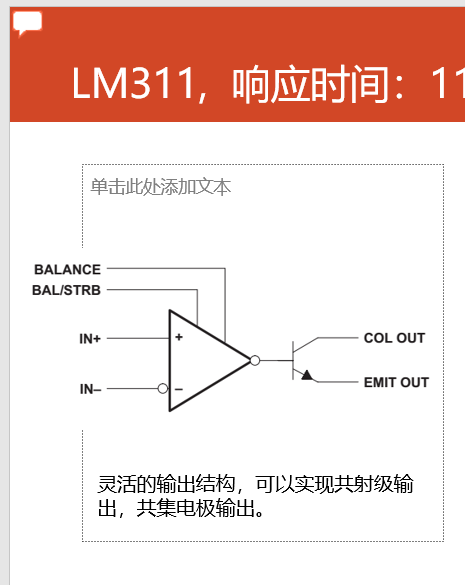 LM311，响应时间：11
单击此处添加文本
BALANCE
BAL/STRB
IN+
+
COL OUT
IN–
–
EMIT OUT
灵活的输出结构，可以实现共射级输
出，共集电极输出。